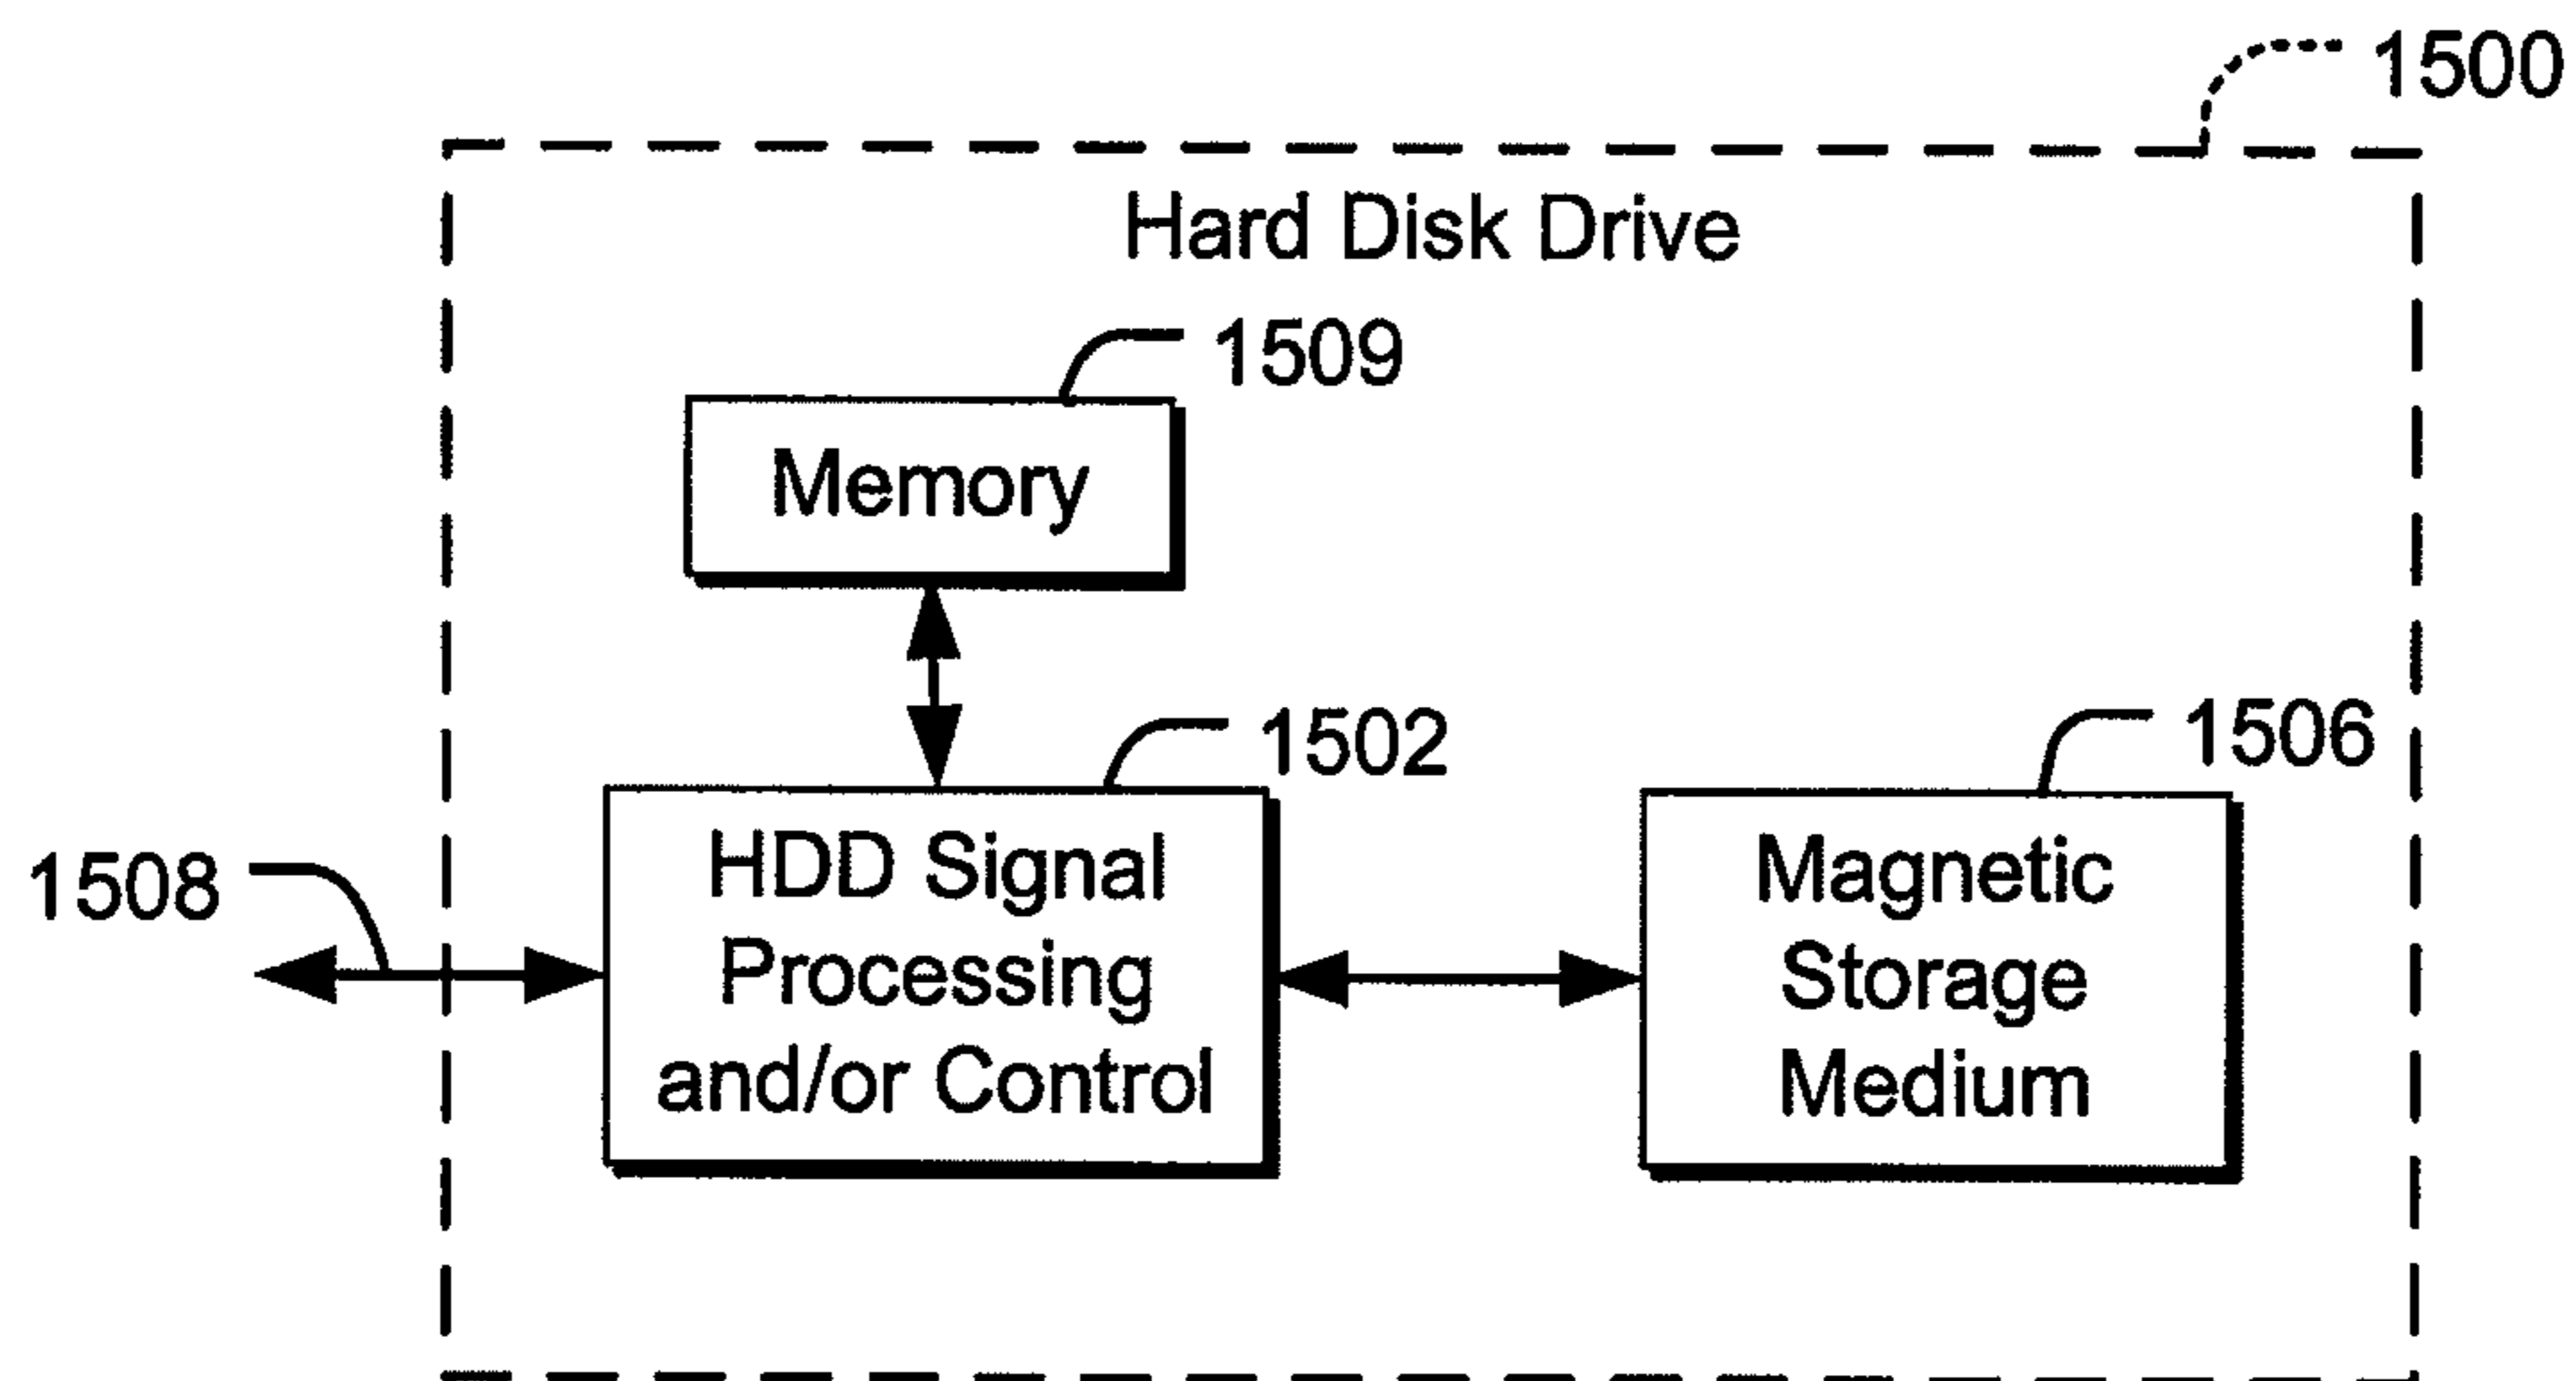 1500
Hard Disk Drive
1509
Memory
1502
1506
HDD Signal
Processing
and/or Control
Magnetic
Storage
Medium
1508